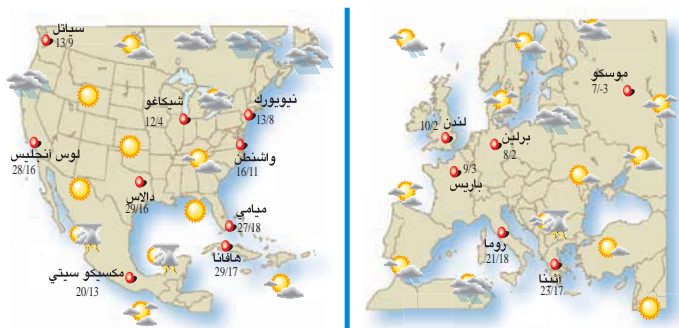 موسكو
7/-3
لندن
10/2
برلين
8/2
9/3
باريس
روما
21/18
أثينا
23/17
سياتل
13/9
شيكاغو
12/4
نيويورك
13/8
واشنطن
16/11
لوس أنجليس
28/16
دالاس
29/16
ميامي
27/18
هافانا
29/17
مكسيكو سيتي
20/13